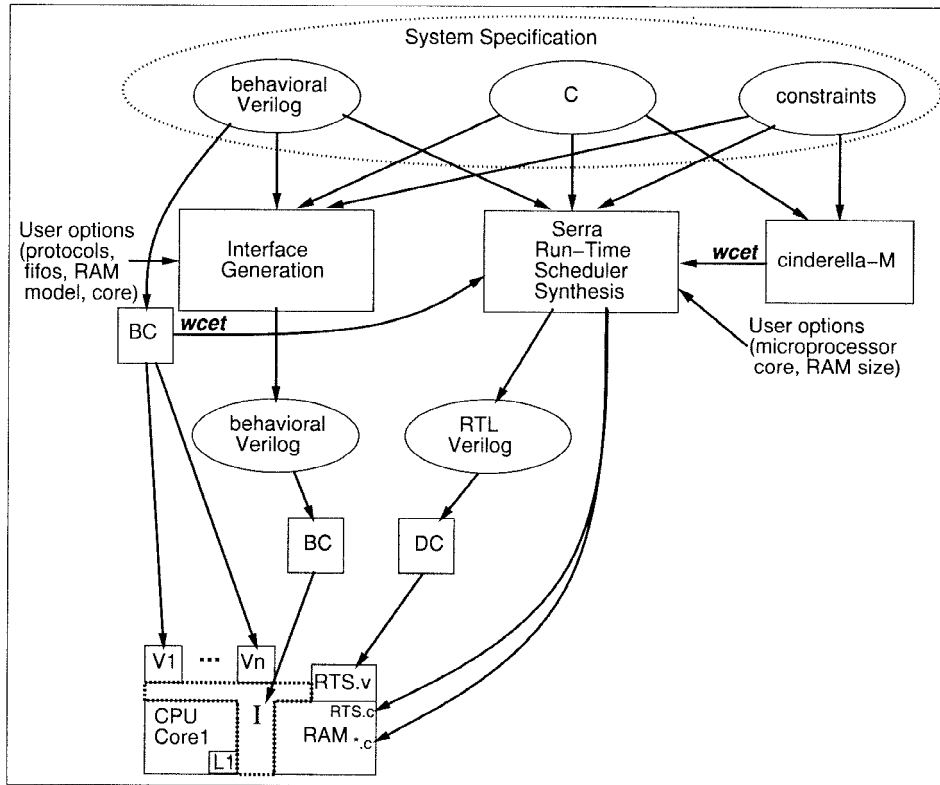 System Specification
behavioral
Verilog
C
constraints
User options
(protocols,
fifos, RAM
model, core)
Interface
Generation
Serra
Run-Time
Scheduler
Synthesis
wcet
cinderella-M
BC
wcet
User options
(microprocessor
core, RAM size)
behavioral
Verilog
RTL
Verilog
BC
DC
V1
...
Vn
RTS.v
I
CPU
Core1
L1
RTS.c
RAM
*.c